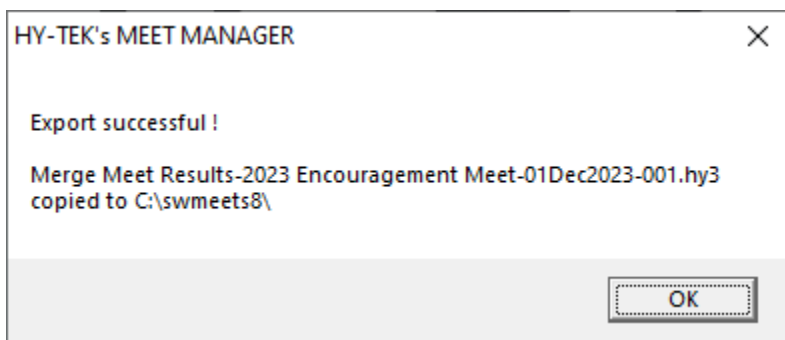 HY-TEK's MEET MANAGER
Export successful !
Merge Meet Results-2023 Encouragement Meet-01Dec2023-001.hy3
copied to C:\swmeets8\
OK